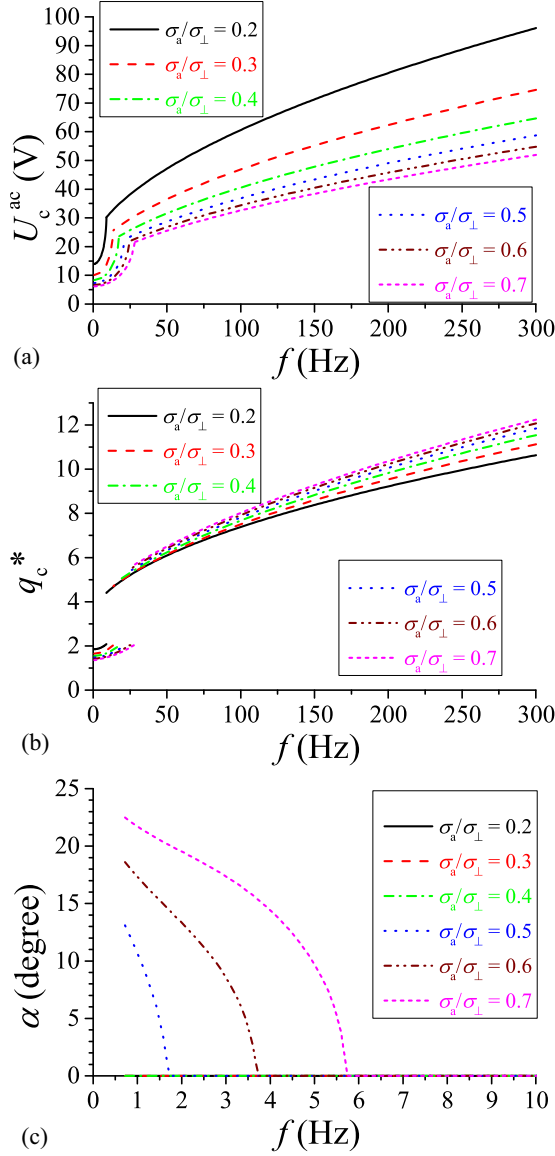 σₐ/σ⊥ = 0.2
σₐ/σ⊥ = 0.3
σₐ/σ⊥ = 0.4
100
90
80
70
60
50
40
30
20
10
0
U_c^ac (V)
σₐ/σ⊥ = 0.5
σₐ/σ⊥ = 0.6
σₐ/σ⊥ = 0.7
0 50 100 150 200 250 300
(a)
f (Hz)
σₐ/σ⊥ = 0.2
σₐ/σ⊥ = 0.3
σₐ/σ⊥ = 0.4
12
10
8
6
4
2
0
q_c*
σₐ/σ⊥ = 0.5
σₐ/σ⊥ = 0.6
σₐ/σ⊥ = 0.7
0 50 100 150 200 250 300
(b)
f (Hz)
25
20
15
10
5
0
α (degree)
σₐ/σ⊥ = 0.2
σₐ/σ⊥ = 0.3
σₐ/σ⊥ = 0.4
σₐ/σ⊥ = 0.5
σₐ/σ⊥ = 0.6
σₐ/σ⊥ = 0.7
0 1 2 3 4 5 6 7 8 9 10
(c)
f (Hz)